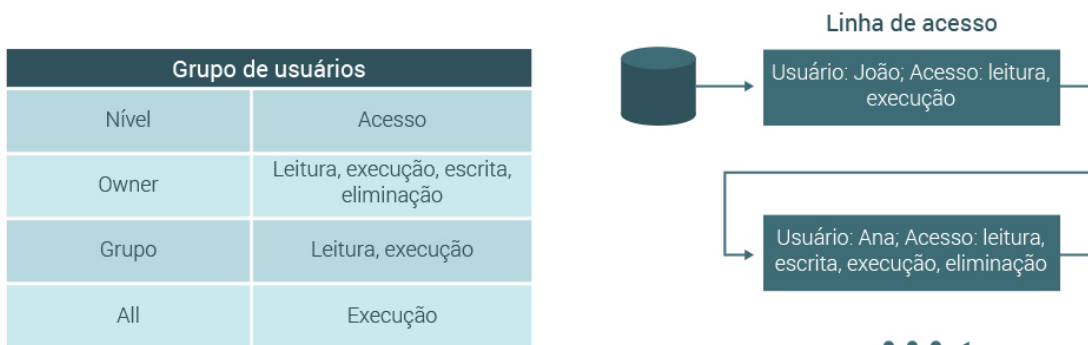 Grupo de usuários
Nível Acesso
Owner Leitura, execução, escrita,
eliminação
Grupo Leitura, execução
All Execução
Linha de acesso
Usuário: João; Acesso: leitura,
execução
Usuário: Ana; Acesso: leitura,
escrita, execução, eliminação